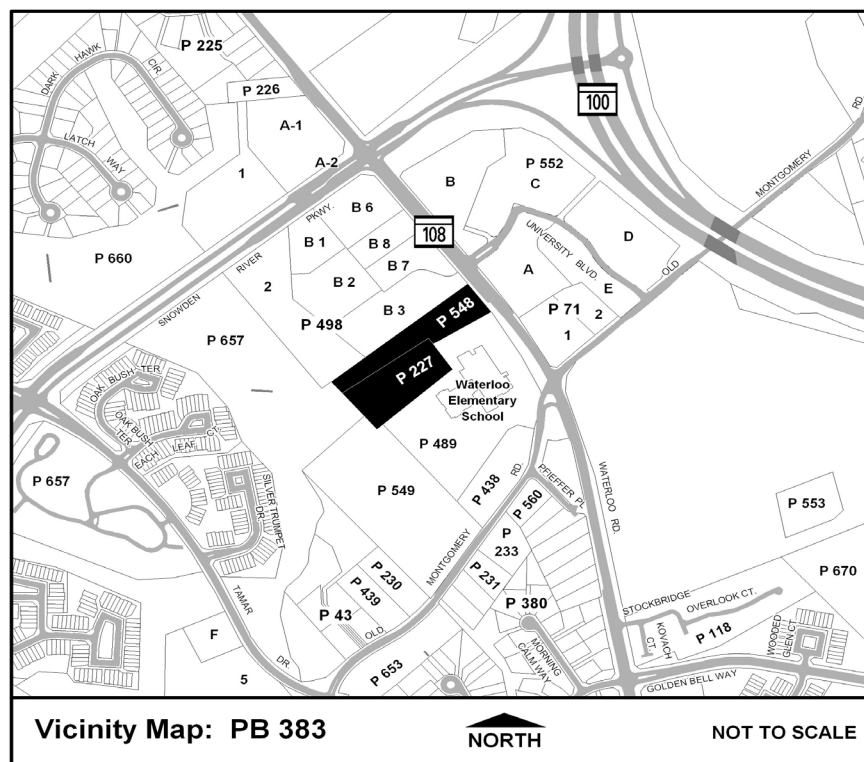 P 225
DARK HAWK CIR
P 226
100
A-1
LATCH WAY
A-2
1
B
P 552
C
MONTGOMERY RD.
OLD
B 6
PKWY.
108
B 1
B 8
B 7
UNIVERSITY BLVD.
D
P 660
RIVER
2
B 2
A
E
SNOWDEN
P 498
B 3
P 548
P 71
2
1
P 657
P 227
OAK BUSH TER
Waterloo
Elementary
School
OAK BUSH TER
EACH LEAF CT.
P 489
P 657
P 549
P 438
RD.
PFIEFFER PL
WATERLOO RD.
SILVER TRUMPET DR
P 560
P 553
P
233
MONTGOMERY
P 230
P 231
P 439
P 670
TAMAR
P 43
P 380
STOCKBRIDGE
OVERLOOK CT.
F
OLD
KOVACH CT.
P 118
WOODED GLEN CT
MORNING CALM WAY
DR
P 653
5
GOLDEN BELL WAY
Vicinity Map: PB 383
NORTH
NOT TO SCALE